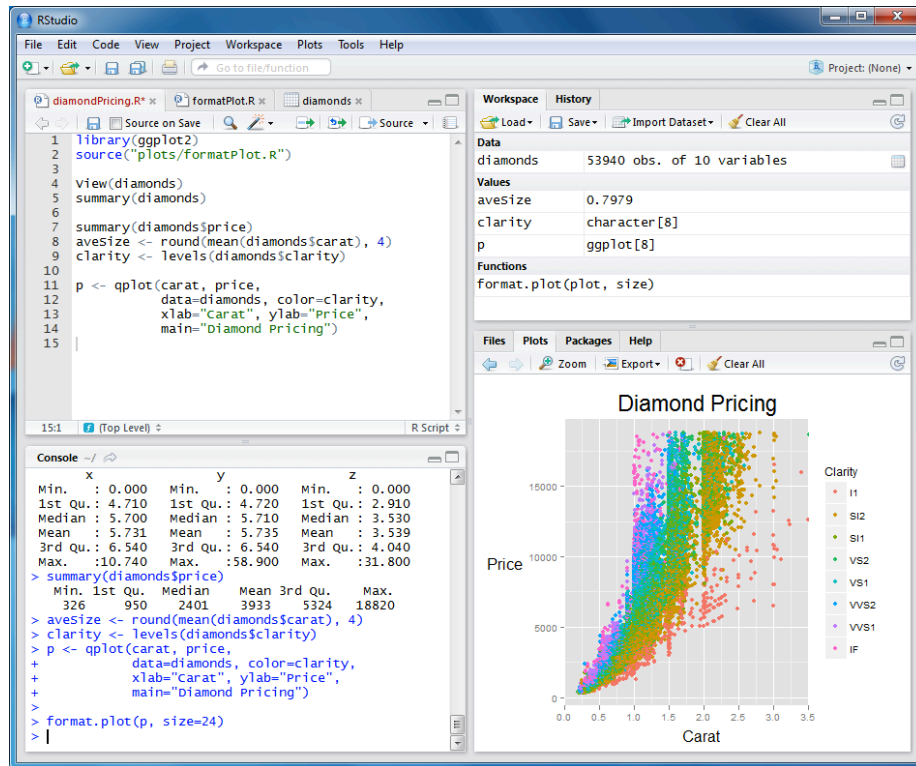 RStudio
File Edit Code View Project Workspace Plots Tools Help
Go to file/function
Project: (None)
diamondPricing.R* formatPlot.R diamonds
Source on Save Source
1 library(ggplot2)
2 source("plots/formatPlot.R")
3
4 View(diamonds)
5 summary(diamonds)
6
7 summary(diamonds$price)
8 aveSize <- round(mean(diamonds$carat), 4)
9 clarity <- levels(diamonds$clarity)
10
11 p <- qplot(carat, price,
12 data=diamonds, color=clarity,
13 xlab="Carat", ylab="Price",
14 main="Diamond Pricing")
15
15:1 (Top Level) R Script
Console ~/
x y z
Min. : 0.000 Min. : 0.000 Min. : 0.000
1st Qu.: 4.710 1st Qu.: 4.720 1st Qu.: 2.910
Median : 5.700 Median : 5.710 Median : 3.530
Mean : 5.731 Mean : 5.735 Mean : 3.539
3rd Qu.: 6.540 3rd Qu.: 6.540 3rd Qu.: 4.040
Max. :10.740 Max. :58.900 Max. :31.800
> summary(diamonds$price)
Min. 1st Qu. Median Mean 3rd Qu. Max.
326 950 2401 3933 5324 18820
> aveSize <- round(mean(diamonds$carat), 4)
> clarity <- levels(diamonds$clarity)
> p <- qplot(carat, price,
+ data=diamonds, color=clarity,
+ xlab="Carat", ylab="Price",
+ main="Diamond Pricing")
>
> format.plot(p, size=24)
>
Workspace History
Load Save Import Dataset Clear All
Data
diamonds 53940 obs. of 10 variables
Values
aveSize 0.7979
clarity character[8]
p ggplot[8]
Functions
format.plot(plot, size)
Files Plots Packages Help
Zoom Export Clear All
Diamond Pricing
Price
15000
10000
5000
0
0.0 0.5 1.0 1.5 2.0 2.5 3.0 3.5
Carat
Clarity
I1
SI2
SI1
VS2
VS1
VVS2
VVS1
IF